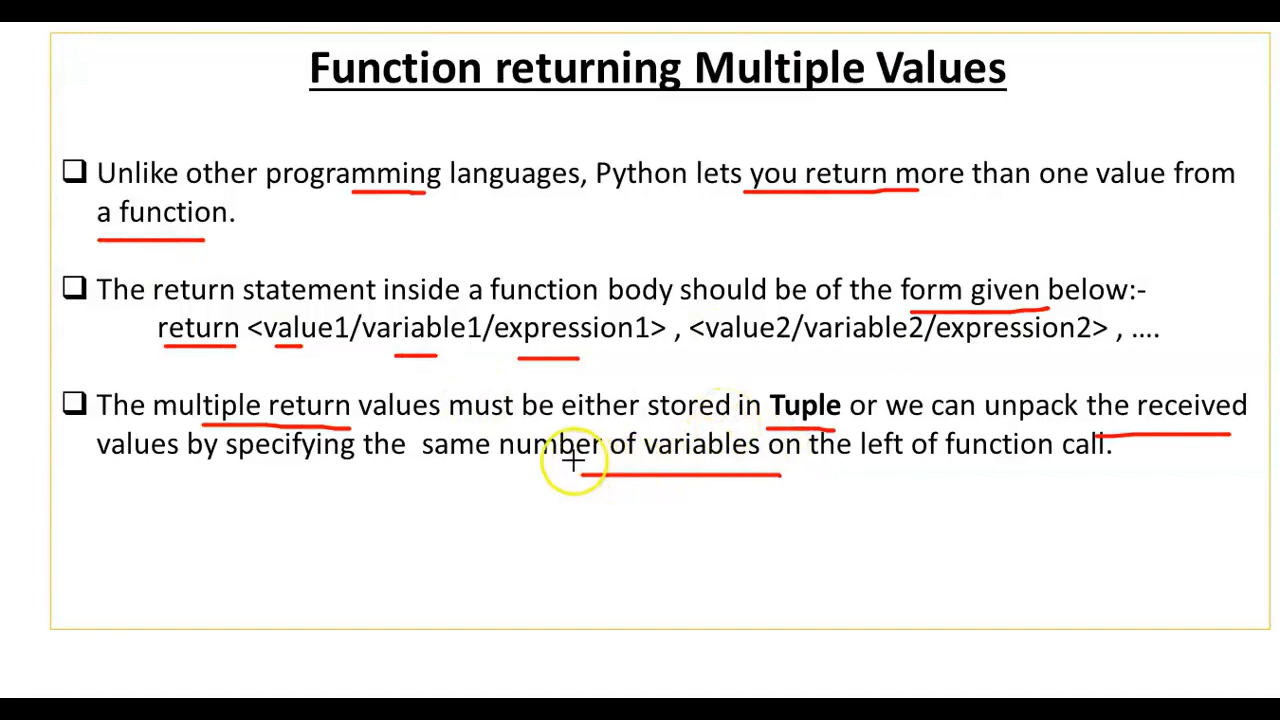 Function returning Multiple Values
❑ Unlike other programming languages, Python lets you return more than one value from
a function.
❑ The return statement inside a function body should be of the form given below:-
return <value1/variable1/expression1> , <value2/variable2/expression2> , ....
❑ The multiple return values must be either stored in Tuple or we can unpack the received
values by specifying the  same number of variables on the left of function call.